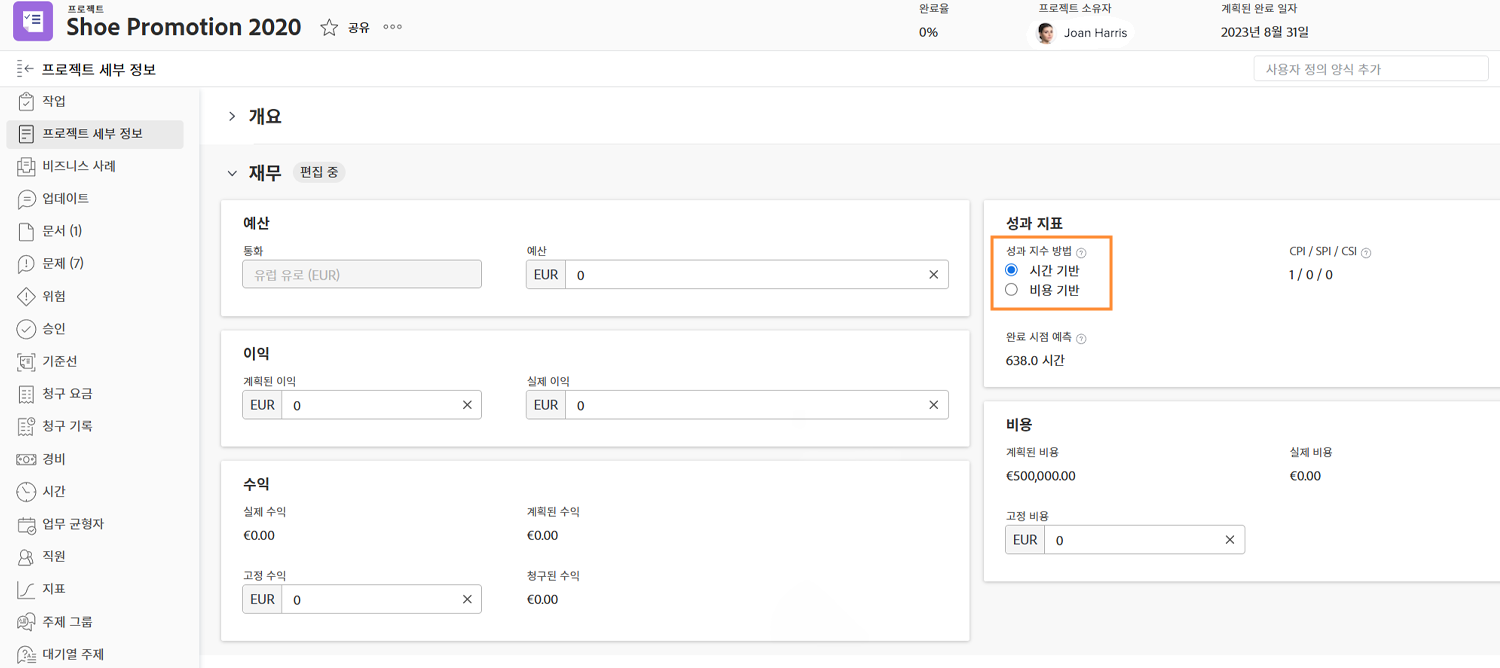 프로젝트
Shoe Promotion 2020 공유
완료율
0%
프로젝트 소유자
Joan Harris
계획된 완료 일자
2023년 8월 31일
프로젝트 세부 정보
사용자 정의 양식 추가
작업
프로젝트 세부 정보
비즈니스 사례
업데이트
문서 (1)
문제 (7)
위험
승인
기준선
청구 요금
청구 기록
경비
시간
업무 균형자
직원
지표
주제 그룹
대기열 주제
개요
재무 편집 중
예산
통화
유럽 유로 (EUR)
예산
EUR 0
이익
계획된 이익
EUR 0
실제 이익
EUR 0
수익
실제 수익
€0.00
계획된 수익
€0.00
고정 수익
EUR 0
청구된 수익
€0.00
성과 지표
성과 지수 방법
시간 기반
비용 기반
CPI / SPI / CSI
1 / 0 / 0
완료 시점 예측
638.0 시간
비용
계획된 비용
€500,000.00
실제 비용
€0.00
고정 비용
EUR 0